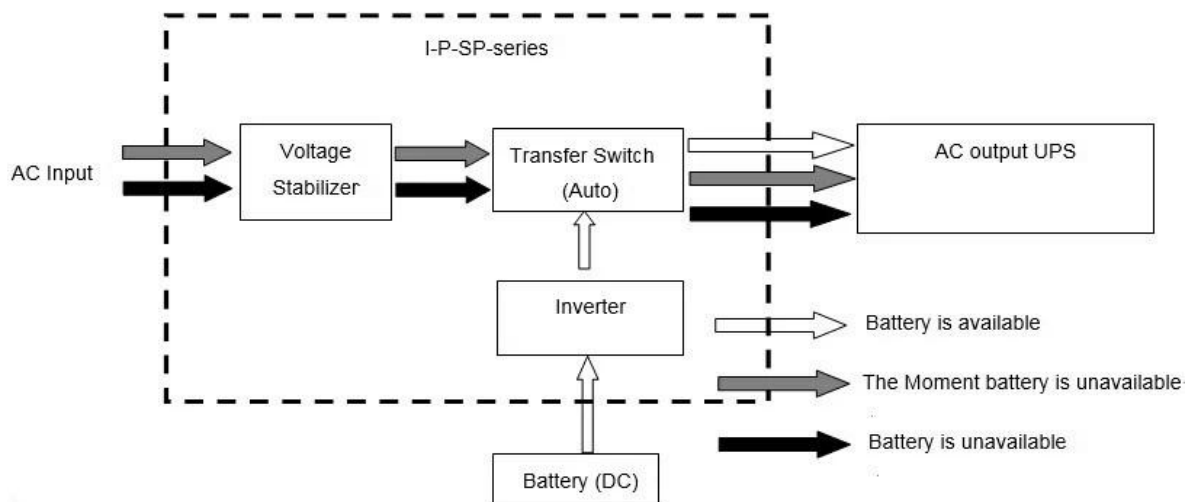 I-P-SP-series
AC Input
Voltage
Stabilizer
Transfer Switch
(Auto)
AC output UPS
Inverter
Battery is available
The Moment battery is unavailable
Battery is unavailable
Battery (DC)